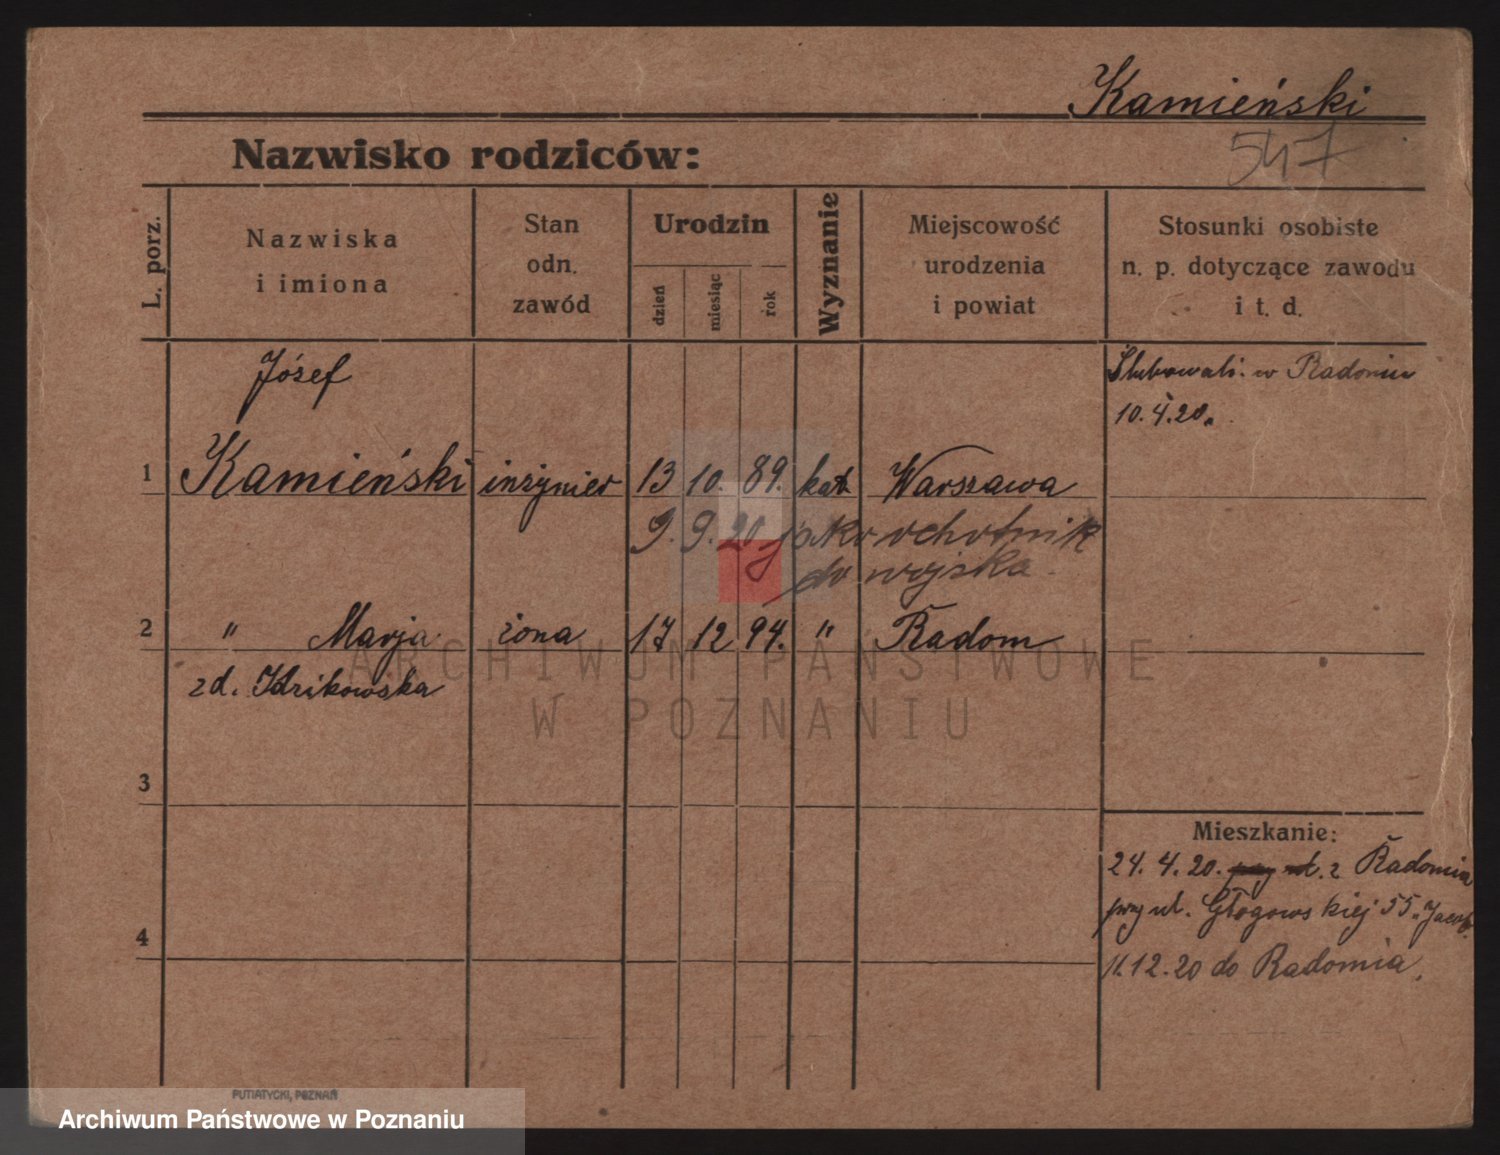 Kamieński
547
Nazwisko rodziców:
L. porz.
Nazwiska
i imiona
Stan
odn.
zawód
Urodzin
dzień
miesiąc
rok
Wyznanie
Miejscowość
urodzenia
i powiat
Stosunki osobiste
n. p. dotyczące zawodu
i t. d.
Józef
Ślubowali w Radomiu
10.4.20.
1 Kamieński inżynier 13 10. 89. kat. Warszawa
9. 9. 20 jako ochotnik
do wojska.
2 " Marja żona 17 12 94. " Radom
zd. Idzikowska
ARCHIWUM PAŃSTWOWE
W POZNANIU
3
Mieszkanie:
24. 4. 20. z Radomia
przy ul. Głogowskiej 55.
4
11.12.20 do Radomia.
PUTIATYCKI, POZNAŃ
Archiwum Państwowe w Poznaniu